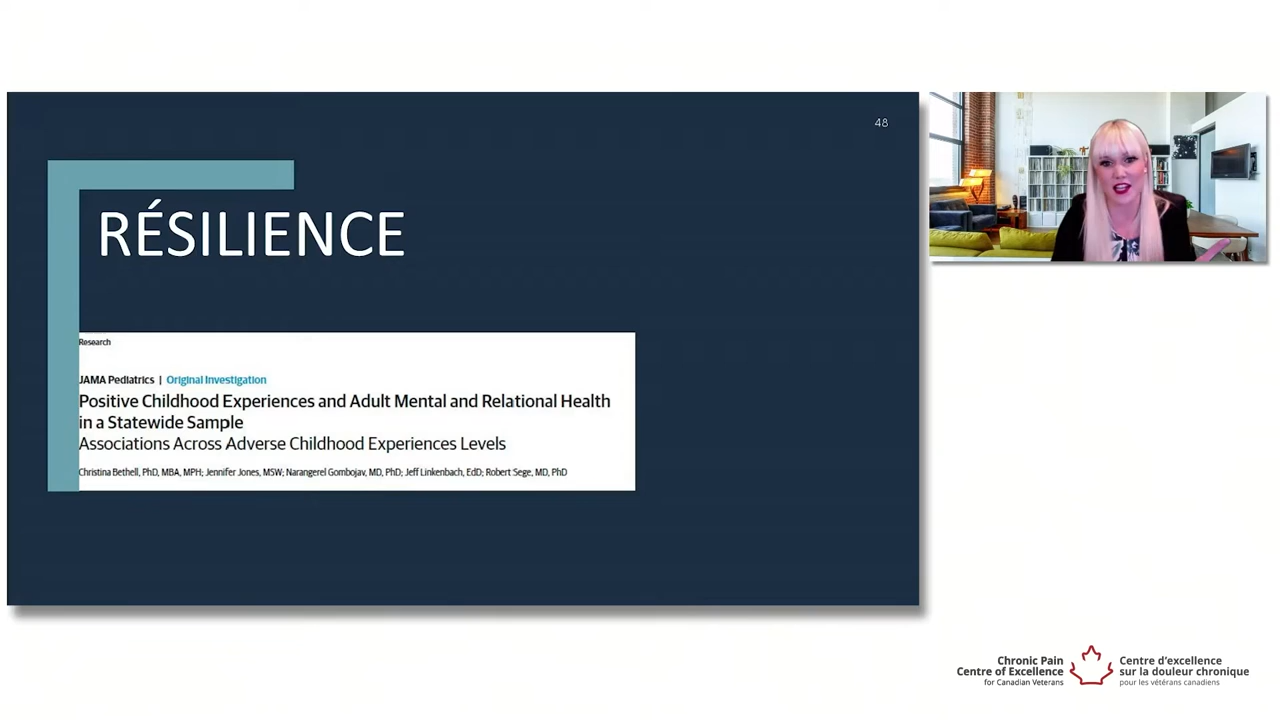 48
RÉSILIENCE
Research
JAMA Pediatrics | Original Investigation
Positive Childhood Experiences and Adult Mental and Relational Health
in a Statewide Sample
Associations Across Adverse Childhood Experiences Levels
Christina Bethell, PhD, MBA, MPH; Jennifer Jones, MSW; Narangerel Gombojav, MD, PhD; Jeff Linkenbach, EdD; Robert Sege, MD, PhD
Chronic Pain
Centre of Excellence
for Canadian Veterans
Centre d'excellence
sur la douleur chronique
pour les vétérans canadiens